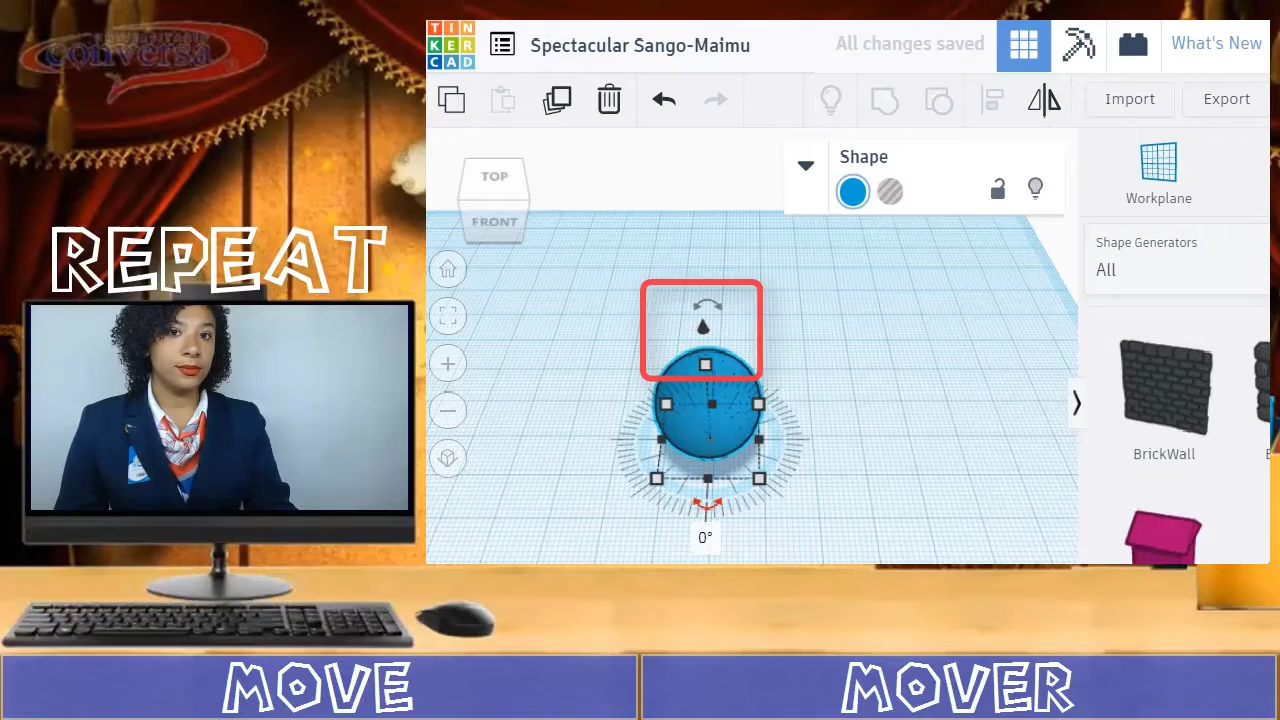 conversa
TIN
KER
CAD
Spectacular Sango-Maimu
All changes saved
What's New
Import
Export
Shape
TOP
FRONT
Workplane
Shape Generators
All
BrickWall
0°
REPEAT
MOVE
MOVER